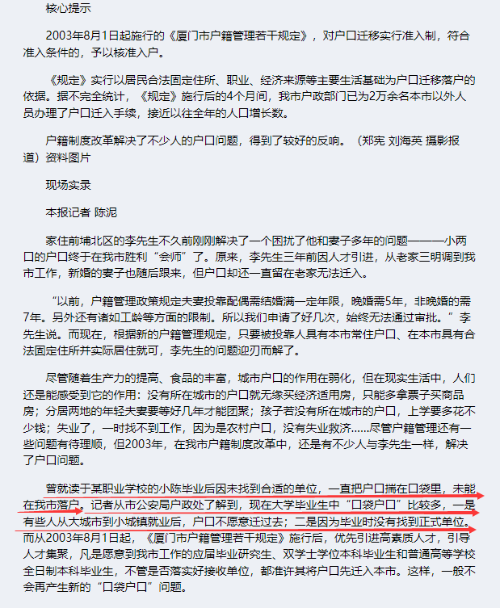 核心提示
2003年8月1日起施行的《厦门市户籍管理若干规定》，对户口迁移实行准入制，符合
准入条件的，予以核准入户。
《规定》实行以居民合法固定住所、职业、经济来源等主要生活基础为户口迁移落户的
依据。据不完全统计，《规定》施行后的4个月间，我市户政部门已为2万余名本市以外人
员办理了户口迁入手续，接近以往全年的人口增长数。
户籍制度改革解决了不少人的户口问题，得到了较好的反响。（郑宪 刘海英 摄影报
道）资料图片
现场实录
本报记者 陈泥
家住前埔北区的李先生不久前刚刚解决了一个困扰了他和妻子多年的问题————小两
口的户口终于在我市胜利“会师”了。原来，李先生三年前因人才引进，从老家三明调到我
市工作，新婚的妻子也随后跟来，但户口却还一直留在老家无法迁入。
“以前，户籍管理政策规定夫妻投靠配偶需结婚满一定年限，晚婚需5年，非晚婚的需
7年。另外还有诸如工龄等方面的限制。所以我们申请了好几次，始终无法通过审批。”李
先生说。而现在，根据新的户籍管理规定，只要被投靠人具有本市常住户口、在本市具有合
法固定住所并实际居住就可，李先生的问题迎刃而解了。
尽管随着生产力的提高、食品的丰富，城市户口的作用在弱化，但在现实生活中，人们
还是能感受到它的作用：没有所在城市的户口就无缘买经济适用房，只能多拿票子买商品
房；分居两地的年轻夫妻要等好几年才能团聚；孩子若没有所在城市的户口，上学要多花不
少钱；失业了，一时找不到工作，因为是农村户口，没有失业救济……尽管户籍管理还有一
些问题有待理顺，但2003年，在我市户籍制度改革中，还是有不少人与李先生一样，解决
了户口问题。
曾就读于某职业学校的小陈毕业后因未找到合适的单位，一直把户口揣在口袋里，未能
在我市落户。记者从市公安局户政处了解到，现在大学毕业生中“口袋户口”比较多，一是
有些人从大城市到小城镇就业后，户口不愿意迁过去；二是因为毕业时没有找到正式单位。
而从2003年8月1日起，《厦门市户籍管理若干规定》施行后，优先引进高素质人才，引导
人才集聚，凡是愿意到我市工作的应届毕业研究生、双学士学位本科毕业生和普通高等学校
全日制本科毕业生，不管是否落实好接收单位，都准许其将户口先迁入本市。这样，一般不
会再产生新的“口袋户口”问题。